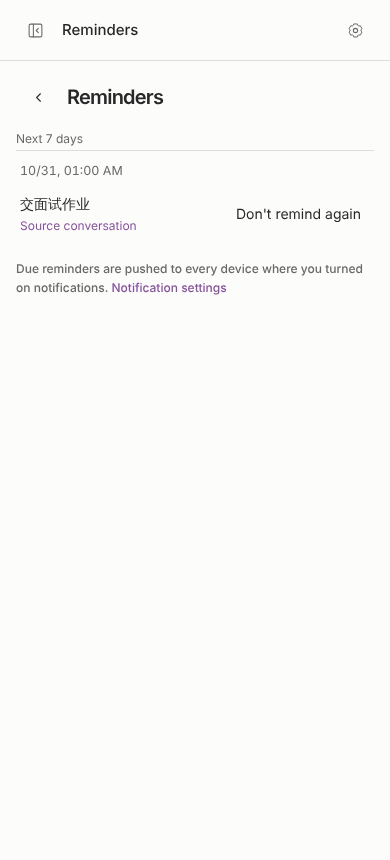 Reminders
Reminders
Next 7 days
10/31, 01:00 AM
交面试作业
Don't remind again
Source conversation
Due reminders are pushed to every device where you turned
on notifications. Notification settings